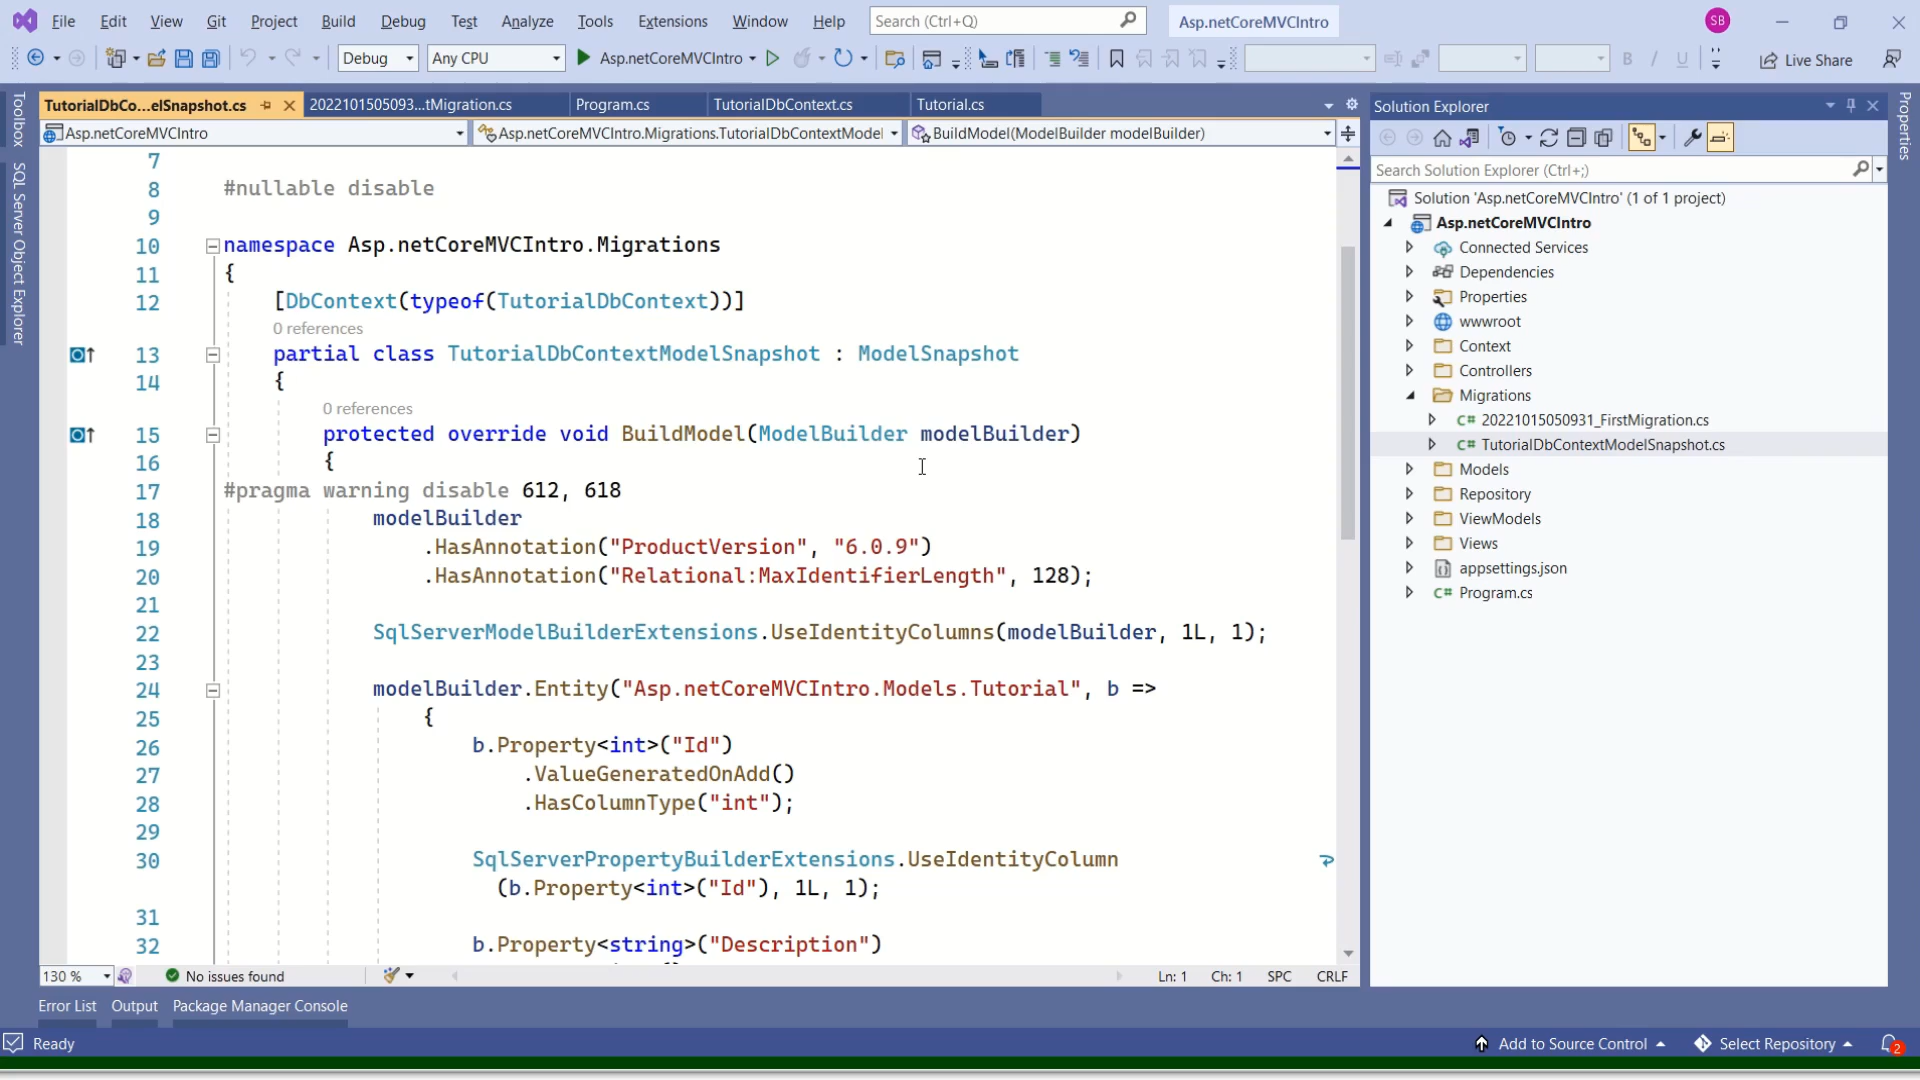 File Edit View Git Project Build Debug Test Analyze Tools Extensions Window Help Search (Ctrl+Q) Asp.netCoreMVCIntro SB
Debug Any CPU Asp.netCoreMVCIntro Live Share
TutorialDbCo...elSnapshot.cs 2022101505093...tMigration.cs Program.cs TutorialDbContext.cs Tutorial.cs
Asp.netCoreMVCIntro Asp.netCoreMVCIntro.Migrations.TutorialDbContextModel BuildModel(ModelBuilder modelBuilder)
7
8 #nullable disable
9
10 namespace Asp.netCoreMVCIntro.Migrations
11 {
12 [DbContext(typeof(TutorialDbContext))]
0 references
13 partial class TutorialDbContextModelSnapshot : ModelSnapshot
14 {
0 references
15 protected override void BuildModel(ModelBuilder modelBuilder)
16 {
17 #pragma warning disable 612, 618
18 modelBuilder
19 .HasAnnotation("ProductVersion", "6.0.9")
20 .HasAnnotation("Relational:MaxIdentifierLength", 128);
21
22 SqlServerModelBuilderExtensions.UseIdentityColumns(modelBuilder, 1L, 1);
23
24 modelBuilder.Entity("Asp.netCoreMVCIntro.Models.Tutorial", b =>
25 {
26 b.Property<int>("Id")
27 .ValueGeneratedOnAdd()
28 .HasColumnType("int");
29
30 SqlServerPropertyBuilderExtensions.UseIdentityColumn
(b.Property<int>("Id"), 1L, 1);
31
32 b.Property<string>("Description")
130 % No issues found Ln: 1 Ch: 1 SPC CRLF
Error List Output Package Manager Console
Toolbox
SQL Server Object Explorer
Solution Explorer
Search Solution Explorer (Ctrl+;)
Solution 'Asp.netCoreMVCIntro' (1 of 1 project)
Asp.netCoreMVCIntro
Connected Services
Dependencies
Properties
wwwroot
Context
Controllers
Migrations
C# 20221015050931_FirstMigration.cs
C# TutorialDbContextModelSnapshot.cs
Models
Repository
ViewModels
Views
appsettings.json
C# Program.cs
Properties
Ready Add to Source Control Select Repository 2